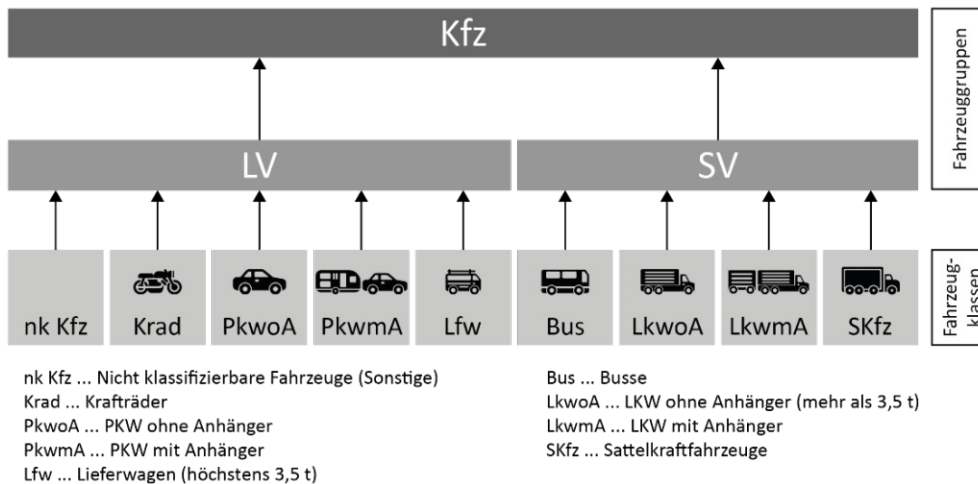 Kfz
Fahrzeuggruppen
LV
SV
nk Kfz
Krad
PkwoA
PkwmA
Lfw
Bus
LkwoA
LkwmA
SKfz
Fahrzeug-
klassen
nk Kfz ... Nicht klassifizierbare Fahrzeuge (Sonstige)
Krad ... Krafträder
PkwoA ... PKW ohne Anhänger
PkwmA ... PKW mit Anhänger
Lfw ... Lieferwagen (höchstens 3,5 t)
Bus ... Busse
LkwoA ... LKW ohne Anhänger (mehr als 3,5 t)
LkwmA ... LKW mit Anhänger
SKfz ... Sattelkraftfahrzeuge